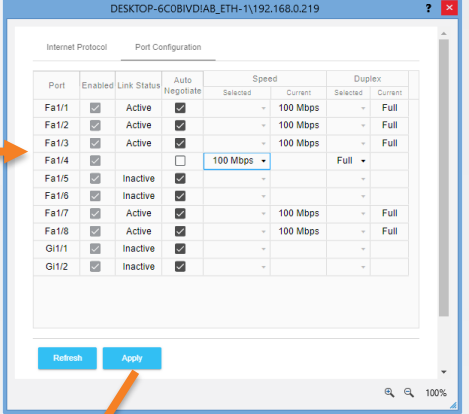 DESKTOP-6C0BIVDIAB_ETH-1\192.168.0.219 ?
Internet Protocol Port Configuration
Port Enabled Link Status Auto Negotiate Speed Duplex
Selected Current Selected Current
Fa1/1 Active 100 Mbps Full
Fa1/2 Active 100 Mbps Full
Fa1/3 Active 100 Mbps Full
Fa1/4 100 Mbps Full
Fa1/5 Inactive
Fa1/6 Inactive
Fa1/7 Active 100 Mbps Full
Fa1/8 Active 100 Mbps Full
Gi1/1 Inactive
Gi1/2 Inactive
Refresh Apply
100%